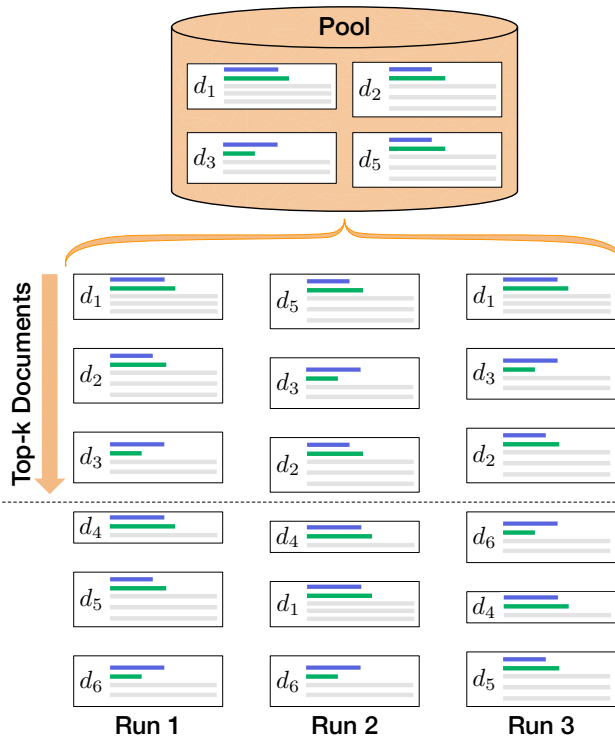 Pool
d1 d2
d3 d5
Top-k Documents
d1 d5 d1
d2 d3 d3
d3 d2 d2
d4 d4 d6
d5 d1 d4
d6 d6 d5
Run 1 Run 2 Run 3